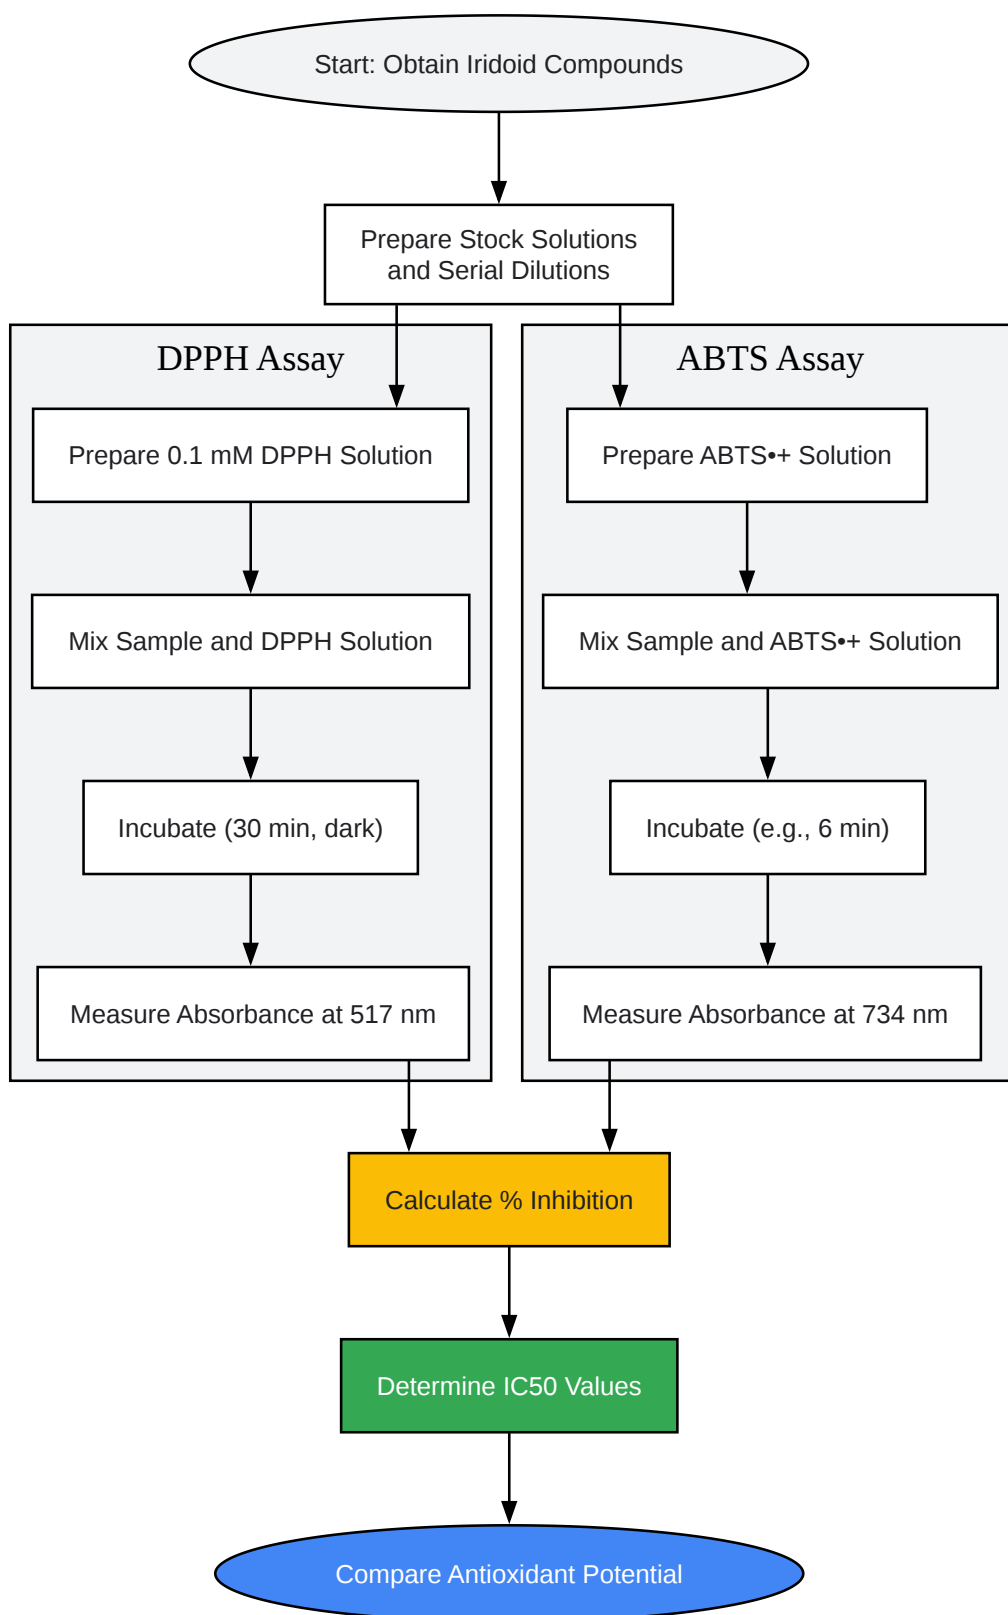 Start: Obtain Iridoid Compounds
Prepare Stock Solutions
and Serial Dilutions
DPPH Assay
Prepare 0.1 mM DPPH Solution
Mix Sample and DPPH Solution
Incubate (30 min, dark)
Measure Absorbance at 517 nm
ABTS Assay
Prepare ABTS•+ Solution
Mix Sample and ABTS•+ Solution
Incubate (e.g., 6 min)
Measure Absorbance at 734 nm
Calculate % Inhibition
Determine IC50 Values
Compare Antioxidant Potential